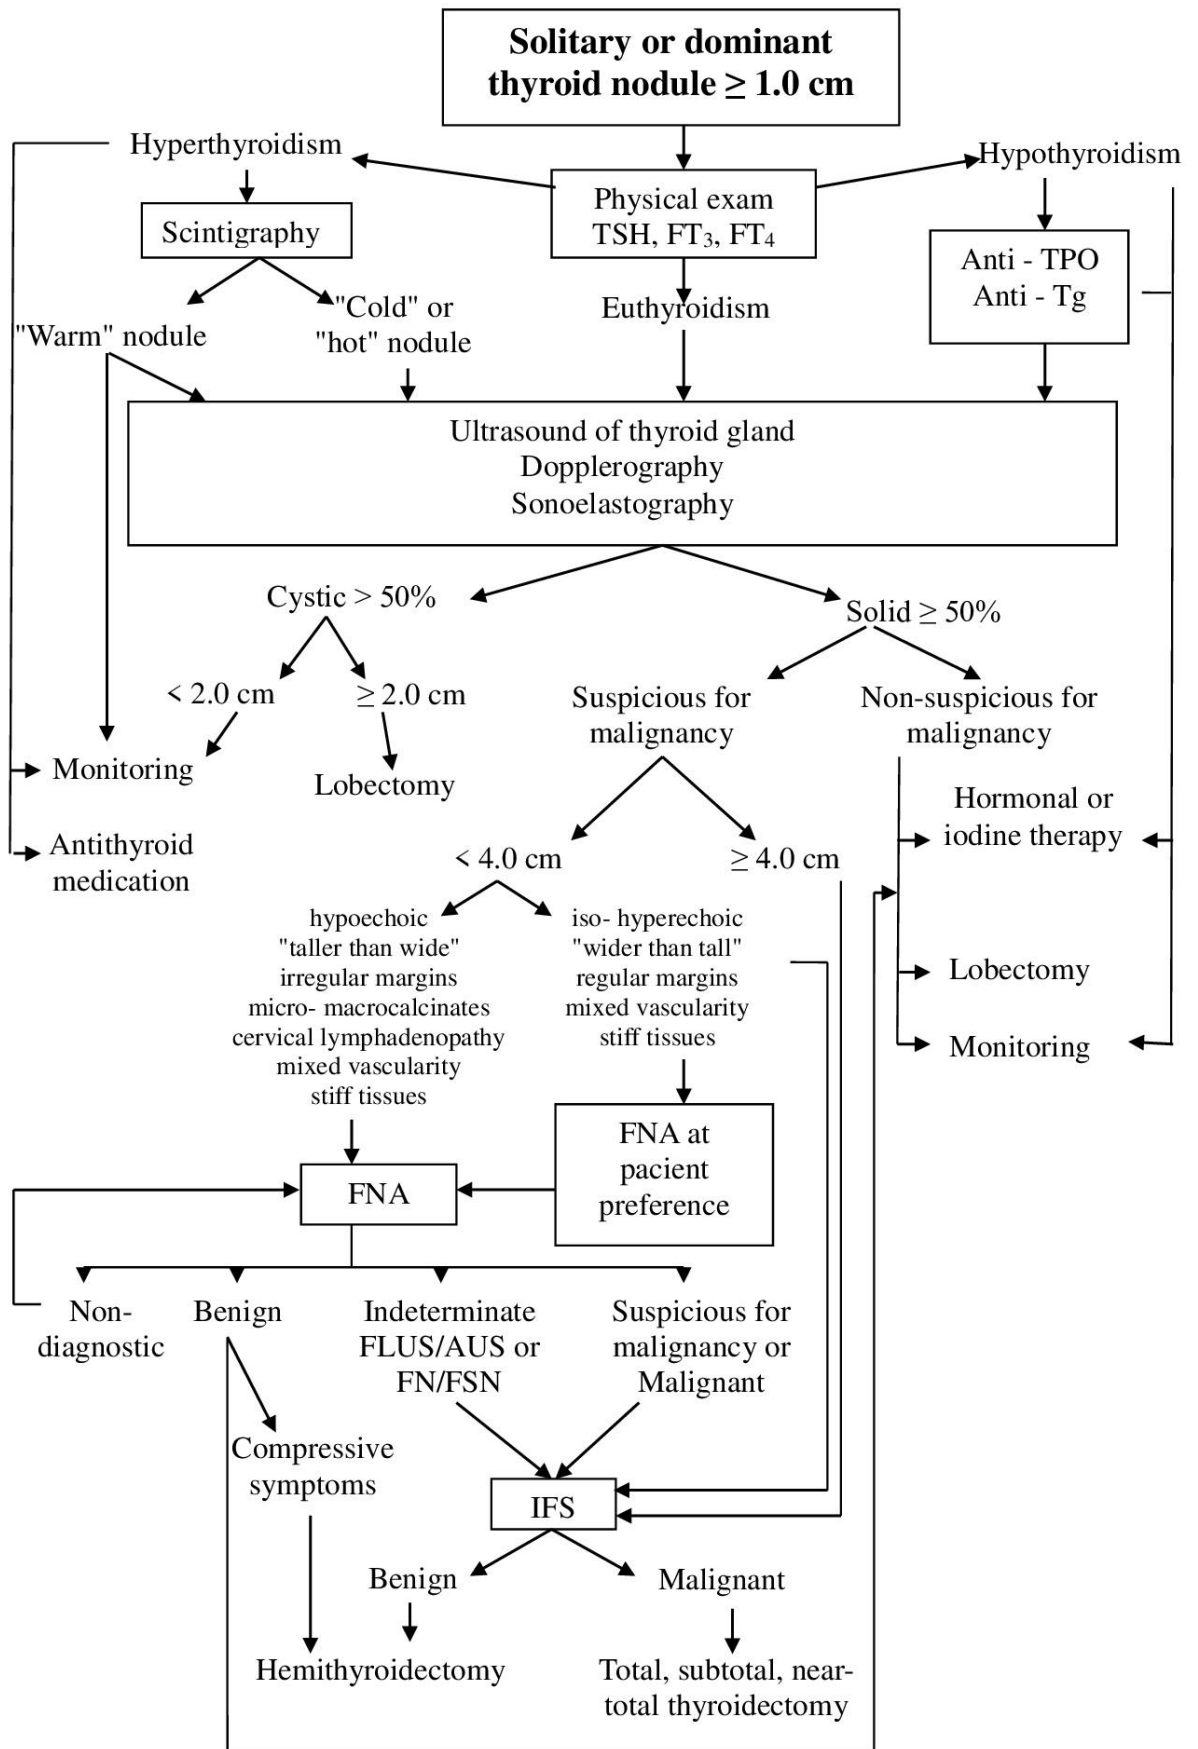 Solitary or dominant
thyroid nodule ≥ 1.0 cm
Hyperthyroidism
Hypothyroidism
Physical exam
TSH, FT₃, FT₄
Scintigraphy
Anti - TPO
Anti - Tg
"Warm" nodule
"Cold" or
"hot" nodule
Euthyroidism
Ultrasound of thyroid gland
Dopplerography
Sonoelastography
Cystic > 50%
Solid ≥ 50%
< 2.0 cm
≥ 2.0 cm
Suspicious for
malignancy
Non-suspicious for
malignancy
Monitoring
Lobectomy
Antithyroid
medication
Hormonal or
iodine therapy
< 4.0 cm
≥ 4.0 cm
hypoechoic
"taller than wide"
irregular margins
micro- macrocalcinates
cervical lymphadenopathy
mixed vascularity
stiff tissues
iso- hyperechoic
"wider than tall"
regular margins
mixed vascularity
stiff tissues
Lobectomy
Monitoring
FNA at
pacient
preference
FNA
Non-
diagnostic
Benign
Indeterminate
FLUS/AUS or
FN/FSN
Suspicious for
malignancy or
Malignant
Compressive
symptoms
IFS
Benign
Malignant
Hemithyroidectomy
Total, subtotal, near-
total thyroidectomy